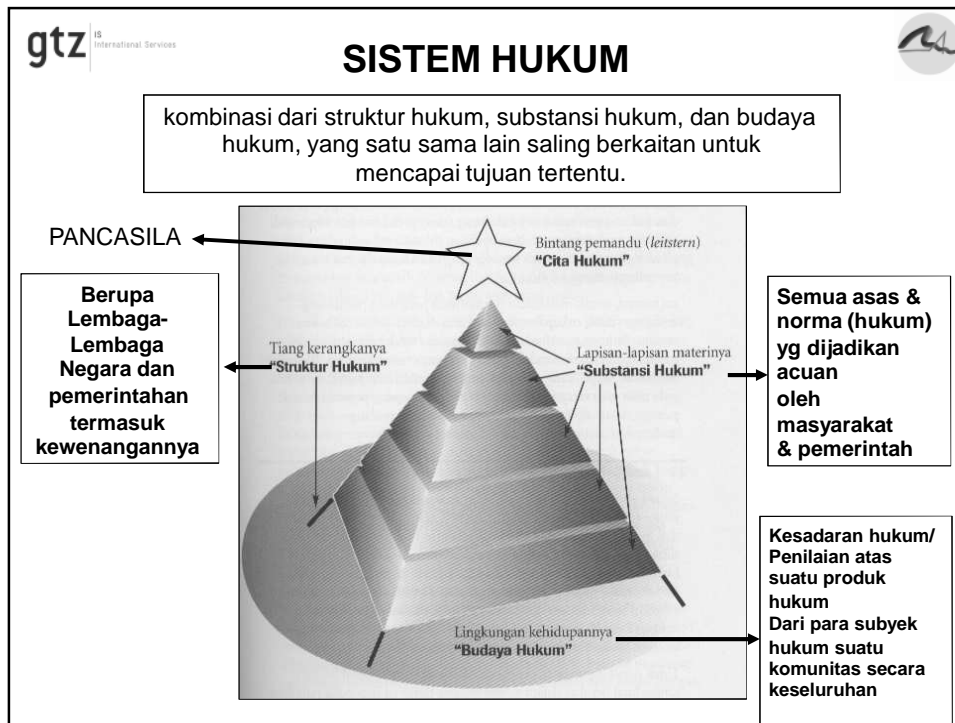 gtz IS
International Services
SISTEM HUKUM
kombinasi dari struktur hukum, substansi hukum, dan budaya
hukum, yang satu sama lain saling berkaitan untuk
mencapai tujuan tertentu.
PANCASILA
Bintang pemandu (leitstern)
"Cita Hukum"
Berupa
Lembaga-
Lembaga
Negara dan
pemerintahan
termasuk
kewenangannya
Tiang kerangkanya
"Struktur Hukum"
Lapisan-lapisan materinya
"Substansi Hukum"
Semua asas &
norma (hukum)
yg dijadikan
acuan
oleh
masyarakat
& pemerintah
Lingkungan kehidupannya
"Budaya Hukum"
Kesadaran hukum/
Penilaian atas
suatu produk
hukum
Dari para subyek
hukum suatu
komunitas secara
keseluruhan